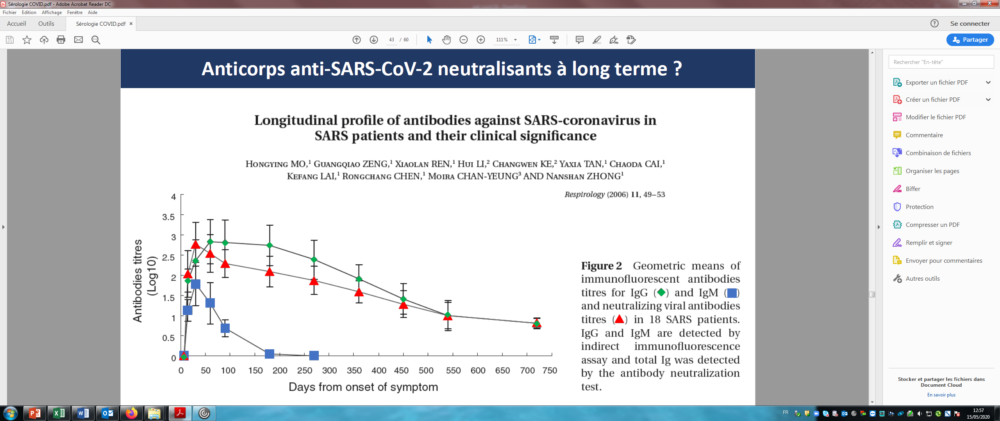 Sérologie COVID.pdf - Adobe Acrobat Reader DC
Fichier Edition Affichage Fenêtre Aide
Accueil Outils Sérologie COVID.pdf × ? Se connecter
43 / 60 111% Partager
Anticorps anti-SARS-CoV-2 neutralisants à long terme ?
Longitudinal profile of antibodies against SARS-coronavirus in
SARS patients and their clinical significance
Hongying MO,¹ Guangqiao ZENG,¹ Xiaolan REN,¹ Hui LI,² Changwen KE,² Yaxia TAN,¹ Chaoda CAI,¹
Kefang LAI,¹ Rongchang CHEN,¹ Moira CHAN-YEUNG³ AND Nanshan ZHONG¹
Respirology (2006) 11, 49–53
Antibodies titres
(Log10)
4
3.5
3
2.5
2
1.5
1
0.5
0
0 50 100 150 200 250 300 350 400 450 500 550 600 650 700 750
Days from onset of symptom
Figure 2 Geometric means of
immunofluorescent antibodies
titres for IgG (◆) and IgM (■)
and neutralizing viral antibodies
titres (▲) in 18 SARS patients.
IgG and IgM are detected by
indirect immunofluorescence
assay and total Ig was detected
by the antibody neutralization
test.
Rechercher "En-tête"
Exporter un fichier PDF
Créer un fichier PDF
Modifier le fichier PDF
Commentaire
Combinaison de fichiers
Organiser les pages
Biffer
Protection
Compresser un PDF
Remplir et signer
Envoyer pour commentaires
Autres outils
Stocker et partager les fichiers dans
Document Cloud
En savoir plus
FR
12:57
15/05/2020